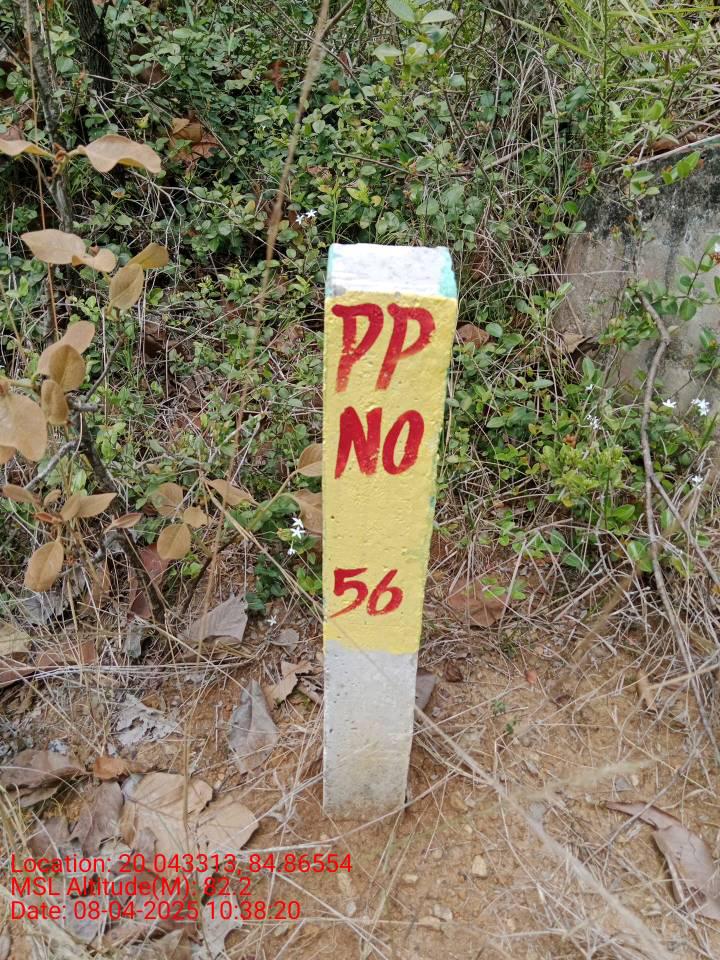 PP
NO
56
Location: 20.043313, 84.86554
MSL Altitude(M): 82.2
Date: 08-04-2025 10:38:20